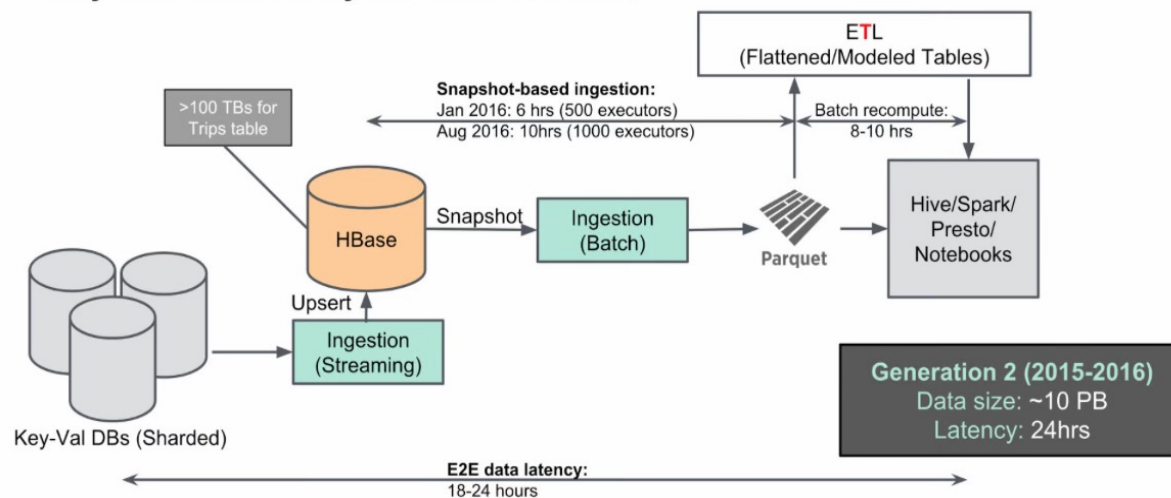 ETL
(Flattened/Modeled Tables)
Snapshot-based ingestion:
Jan 2016: 6 hrs (500 executors)
Aug 2016: 10hrs (1000 executors)
Batch recompute:
8-10 hrs
>100 TBs for
Trips table
HBase
Snapshot
Ingestion
(Batch)
Parquet
Hive/Spark/
Presto/
Notebooks
Upsert
Ingestion
(Streaming)
Key-Val DBs (Sharded)
Generation 2 (2015-2016)
Data size: ~10 PB
Latency: 24hrs
E2E data latency:
18-24 hours